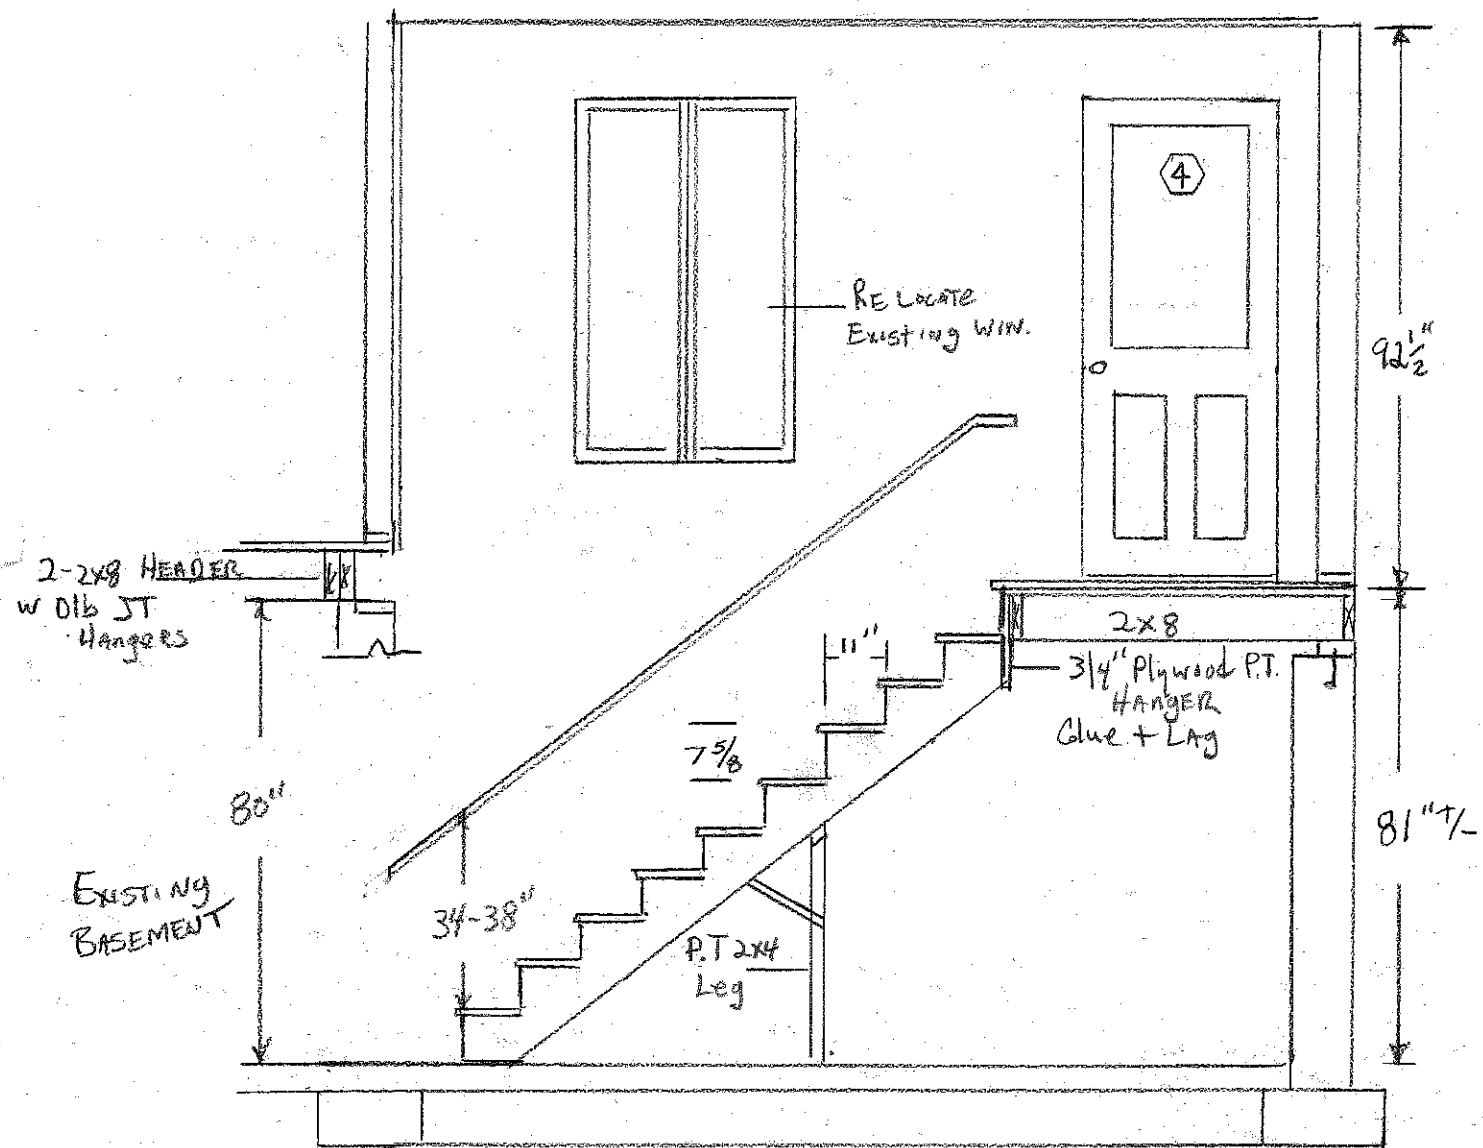 4
RE LOCATE
Existing WIN.
92 1/2"
2-2x8 HEADER
w Dlb JT
Hangers
2x8
3/4" Plywood P.T.
HANGER
Glue + LAg
11"
7 5/8
80"
81" +/-
Existing
BASEMENT
34-38"
P.T 2x4
Leg